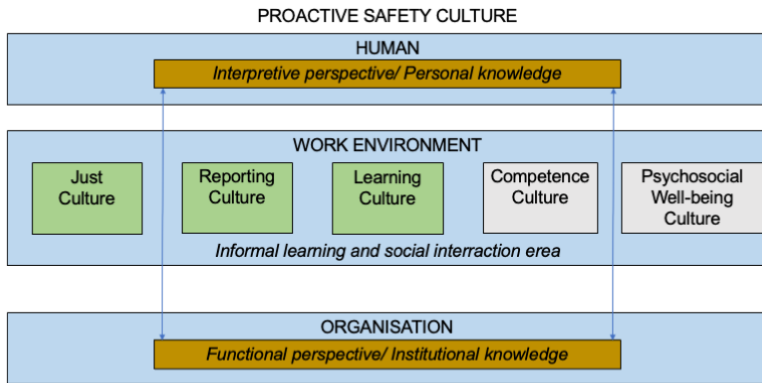 PROACTIVE SAFETY CULTURE
HUMAN
Interpretive perspective/ Personal knowledge
WORK ENVIRONMENT
Just
Culture
Reporting
Culture
Learning
Culture
Competence
Culture
Psychosocial
Well-being
Culture
Informal learning and social interraction erea
ORGANISATION
Functional perspective/ Institutional knowledge